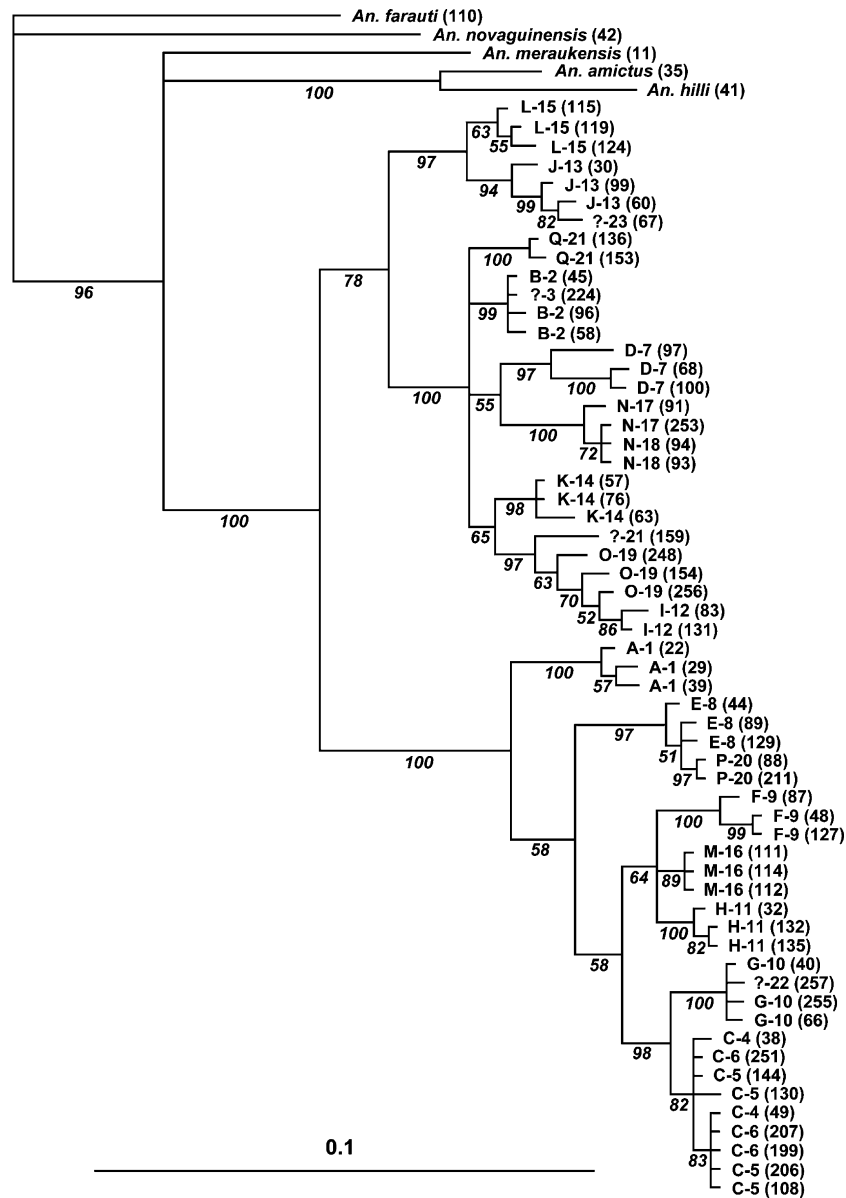 An. farauti (110)
An. novaguinensis (42)
An. meraukensis (11)
An. amictus (35)
100
An. hilli (41)
L-15 (115)
63
L-15 (119)
55
L-15 (124)
97
J-13 (30)
94
J-13 (99)
99
J-13 (60)
82
?-23 (67)
Q-21 (136)
100
Q-21 (153)
96
78
B-2 (45)
?-3 (224)
99
B-2 (96)
B-2 (58)
D-7 (97)
97
D-7 (68)
100
D-7 (100)
100
55
N-17 (91)
N-17 (253)
100
N-18 (94)
72
N-18 (93)
K-14 (57)
K-14 (76)
98
K-14 (63)
100
65
?-21 (159)
97
O-19 (248)
63
O-19 (154)
70
O-19 (256)
52
I-12 (83)
86
I-12 (131)
A-1 (22)
100
A-1 (29)
57
A-1 (39)
E-8 (44)
E-8 (89)
97
E-8 (129)
51
P-20 (88)
97
P-20 (211)
100
F-9 (87)
100
F-9 (48)
99
F-9 (127)
58
M-16 (111)
M-16 (114)
64
89
M-16 (112)
H-11 (32)
H-11 (132)
100
H-11 (135)
82
58
G-10 (40)
?-22 (257)
100
G-10 (255)
G-10 (66)
C-4 (38)
98
C-6 (251)
C-5 (144)
C-5 (130)
82
C-4 (49)
C-6 (207)
C-6 (199)
83
C-5 (206)
C-5 (108)
0.1